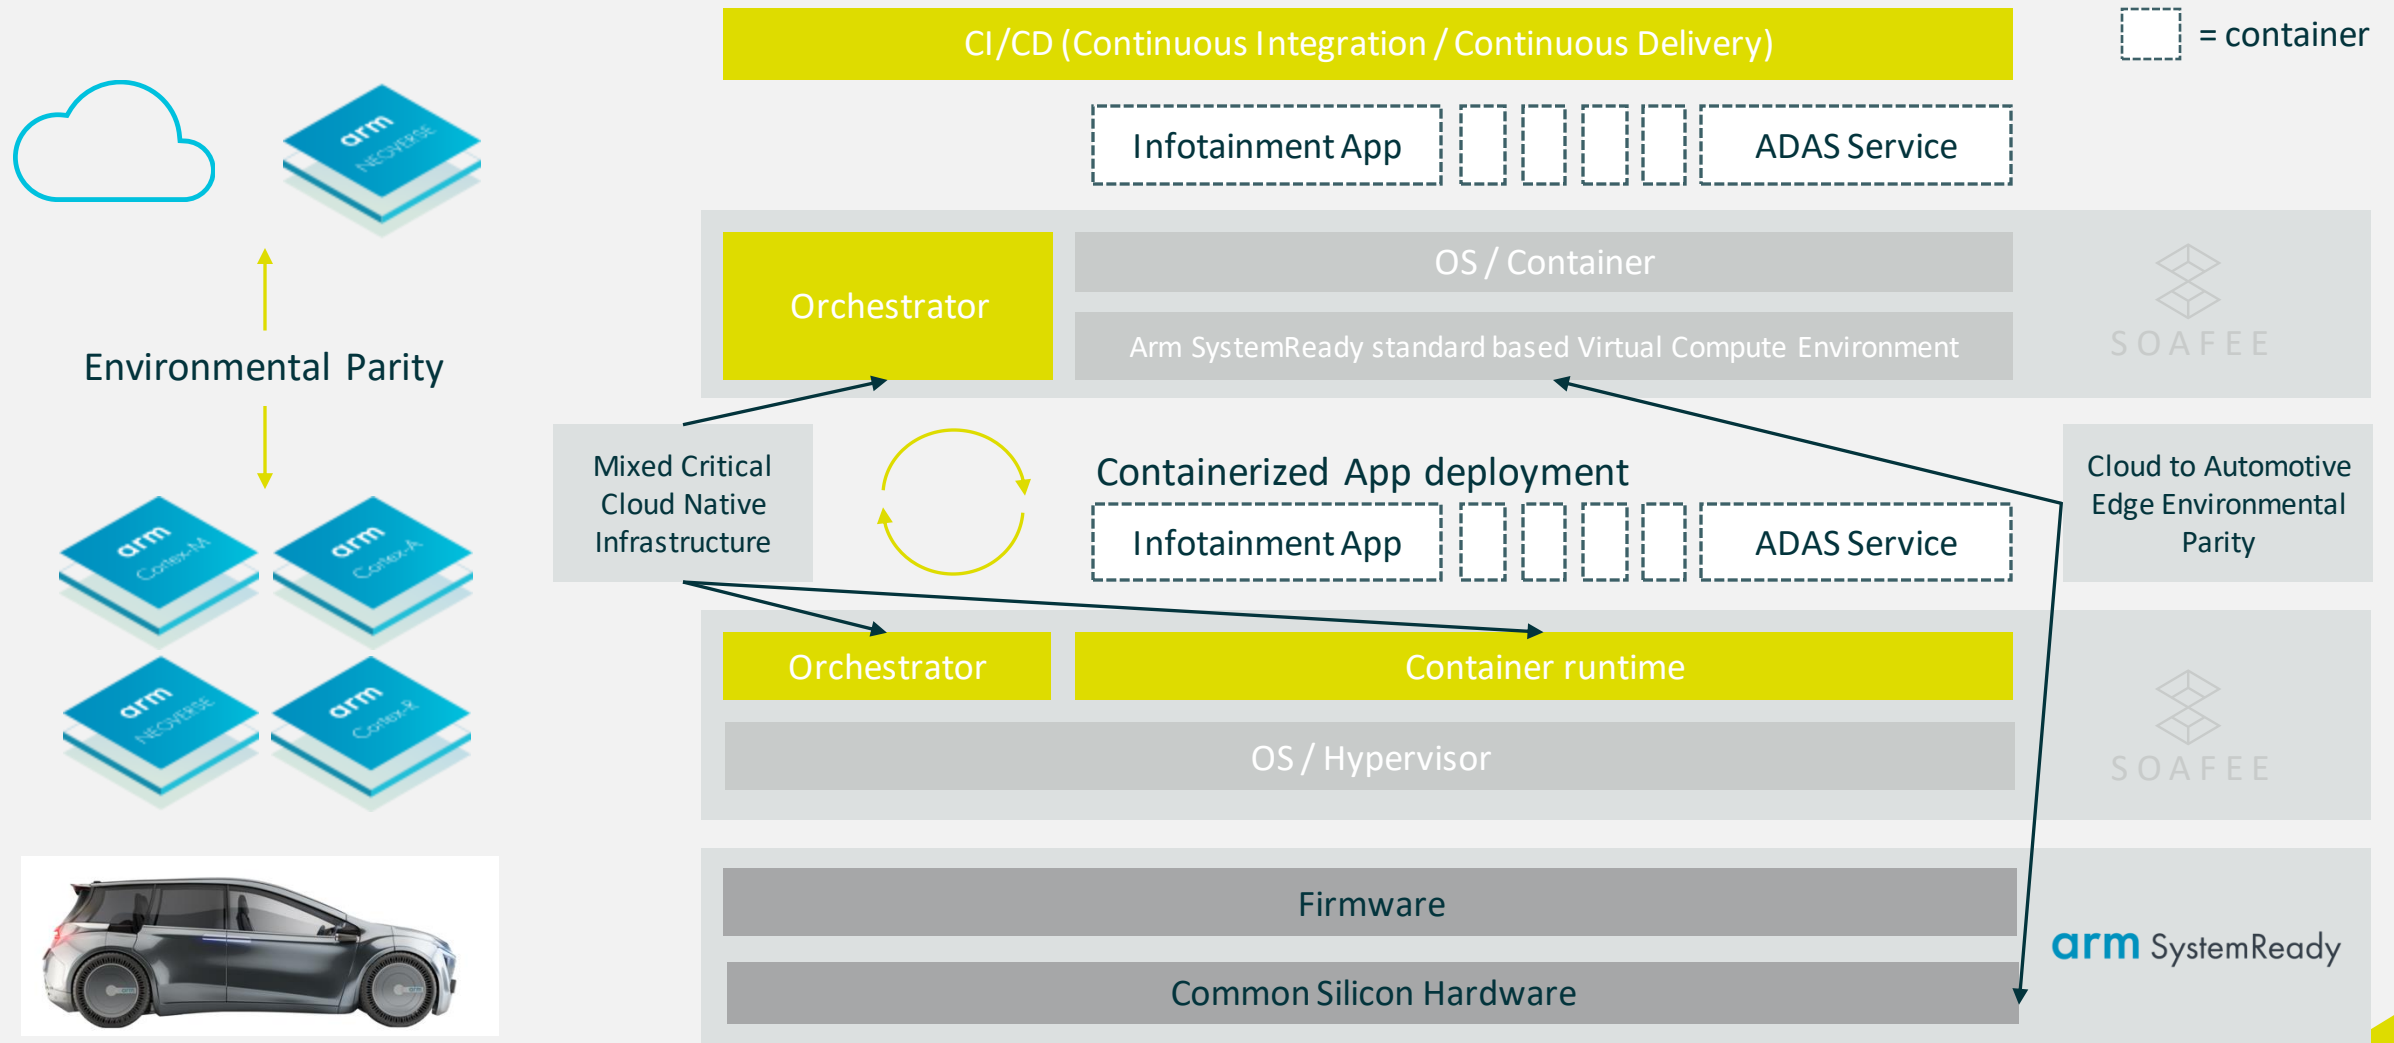 CI/CD (Continuous Integration / Continuous Delivery)
= container
arm
NEOVERSE
Infotainment App
ADAS Service
Orchestrator
OS / Container
Arm SystemReady standard based Virtual Compute Environment
SOAFEE
Environmental Parity
Mixed Critical
Cloud Native
Infrastructure
Containerized App deployment
Infotainment App
ADAS Service
Cloud to Automotive
Edge Environmental
Parity
arm
Cortex-M
arm
Cortex-A
arm
NEOVERSE
arm
Cortex-R
Orchestrator
Container runtime
OS / Hypervisor
SOAFEE
Firmware
Common Silicon Hardware
arm SystemReady